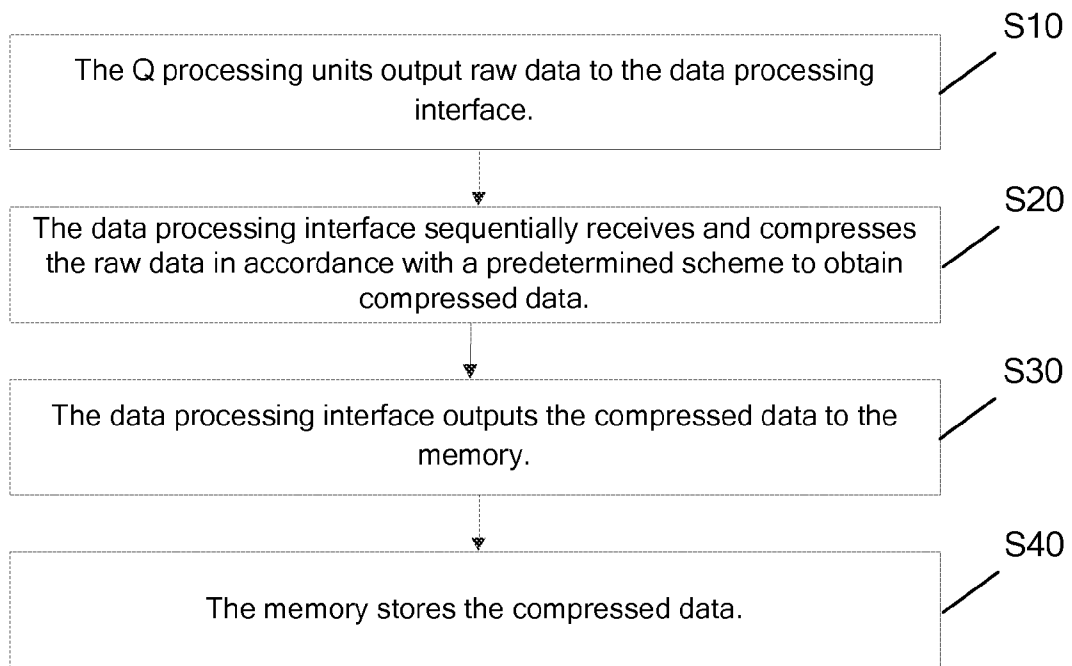 S10
The Q processing units output raw data to the data processing
interface.
S20
The data processing interface sequentially receives and compresses
the raw data in accordance with a predetermined scheme to obtain
compressed data.
S30
The data processing interface outputs the compressed data to the
memory.
S40
The memory stores the compressed data.